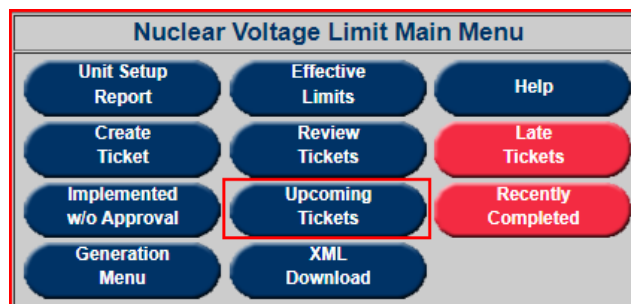 Nuclear Voltage Limit Main Menu
Unit Setup
Report
Effective
Limits
Help
Create
Ticket
Review
Tickets
Late
Tickets
Implemented
w/o Approval
Upcoming
Tickets
Recently
Completed
Generation
Menu
XML
Download